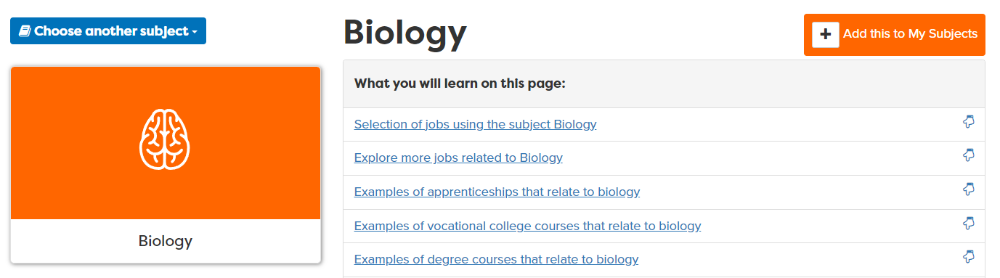 Choose another subject
Biology
Biology
Add this to My Subjects
What you will learn on this page:
Selection of jobs using the subject Biology
Explore more jobs related to Biology
Examples of apprenticeships that relate to biology
Examples of vocational college courses that relate to biology
Examples of degree courses that relate to biology